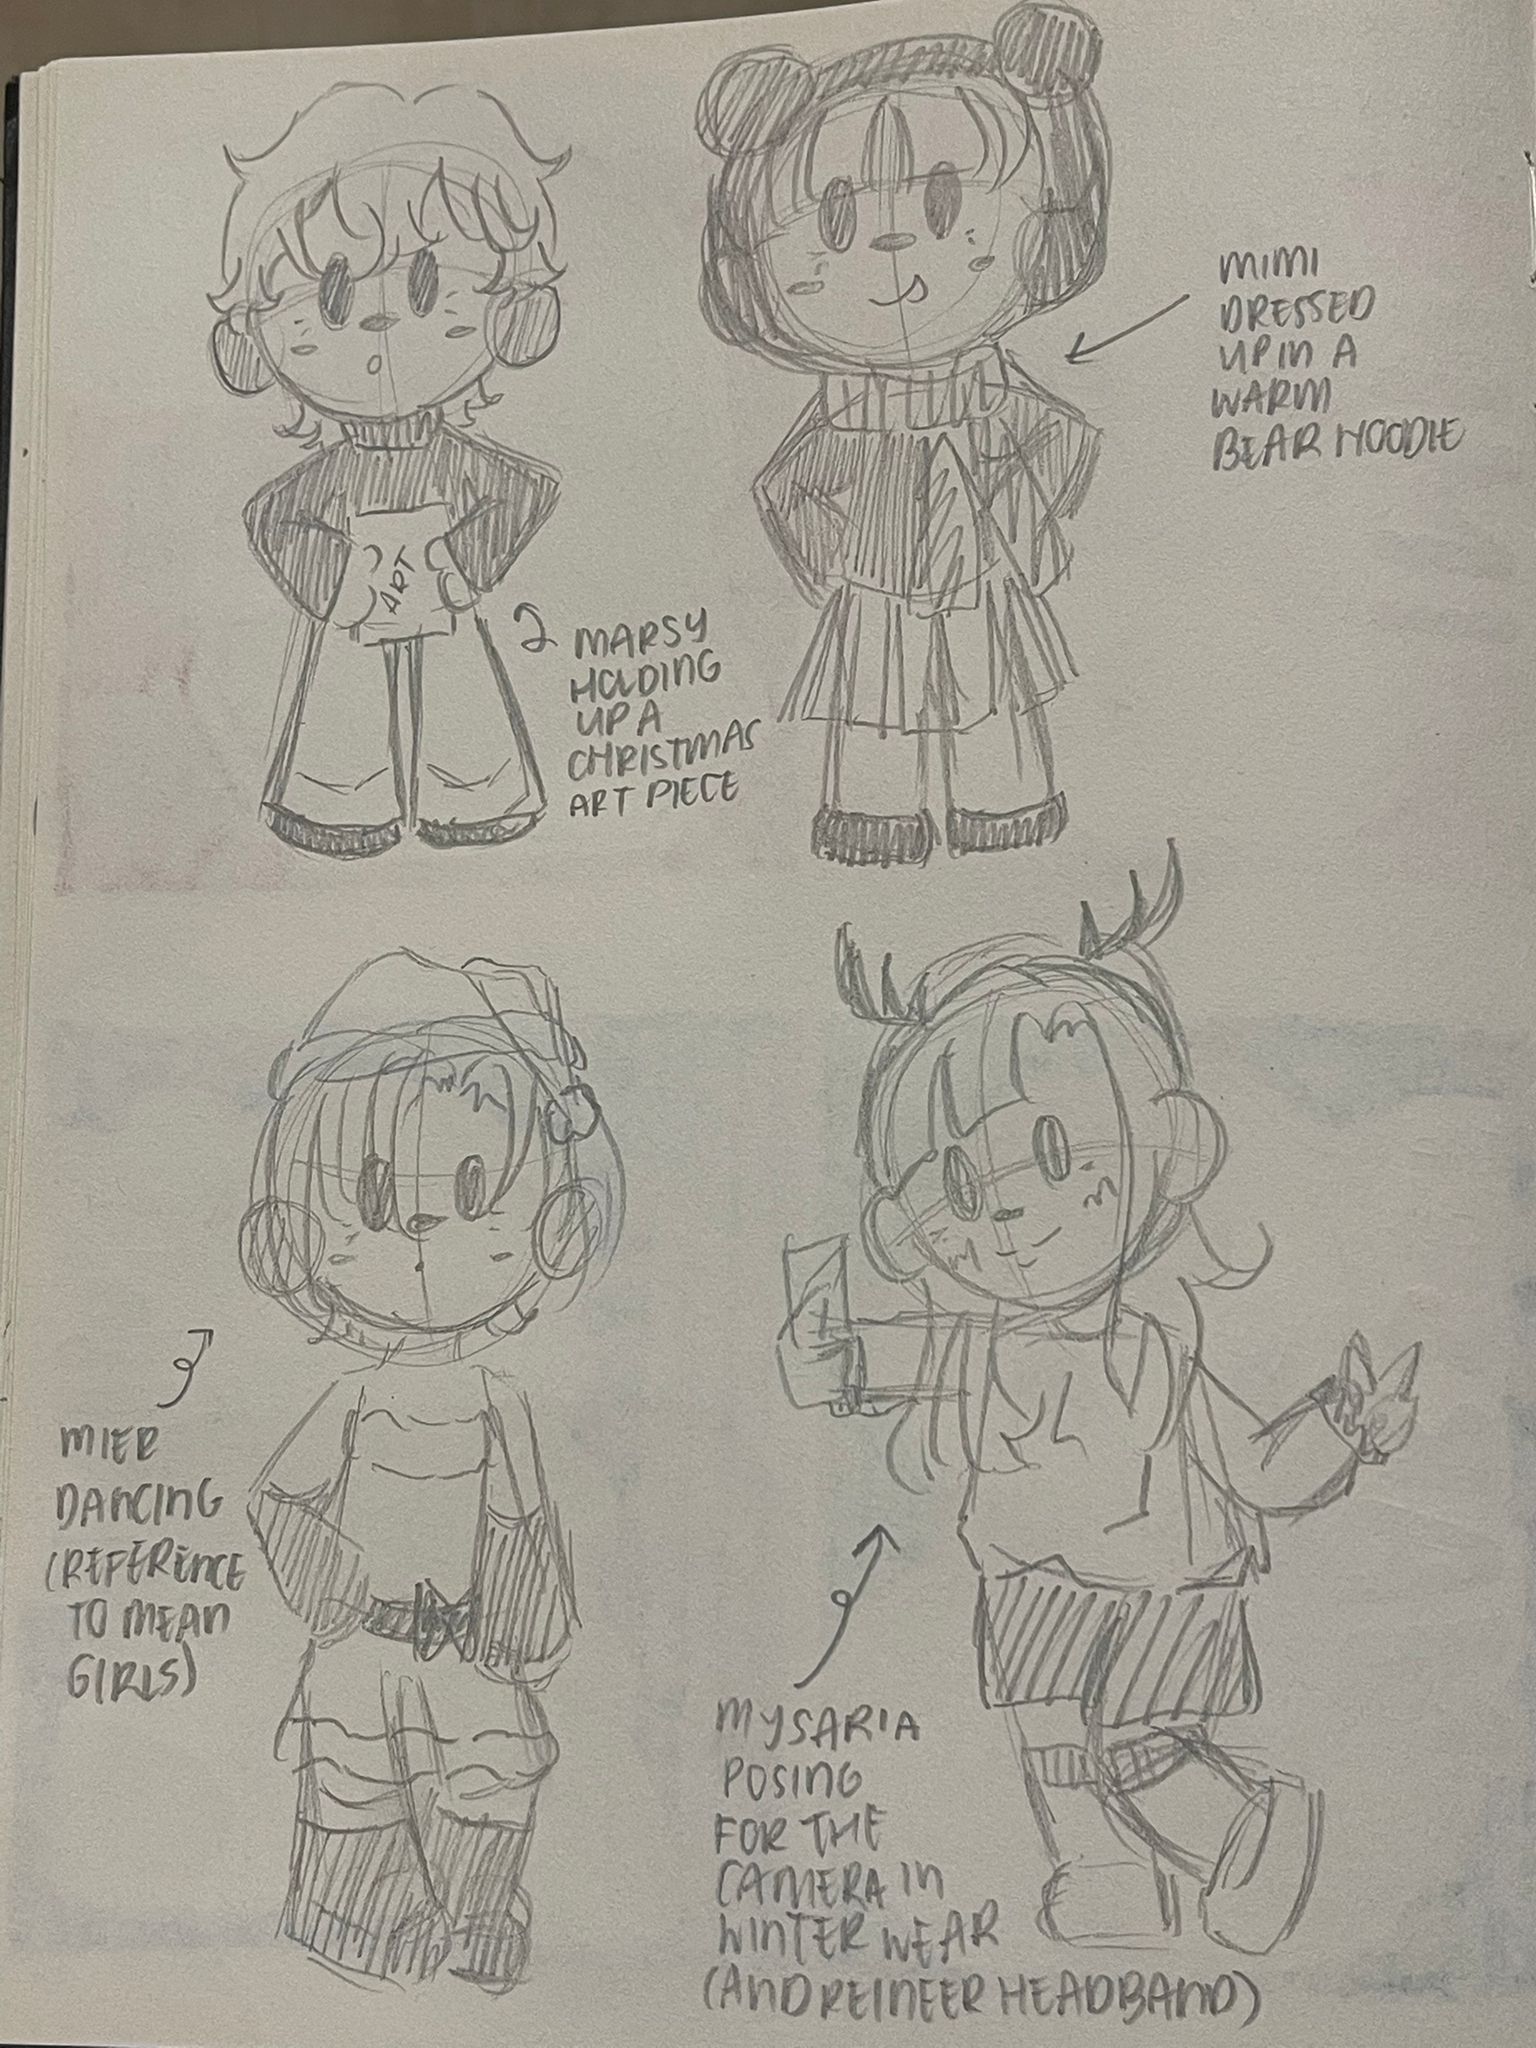 MIMI
DRESSED
UP IN A
WARM
BEAR HOODIE
ART
MARSY
HOLDING
UP A
CHRISTMAS
ART PIECE
MIER
DANCING
(REFERENCE
TO MEAN
GIRLS)
MYSARIA
POSING
FOR THE
CAMERA IN
WINTER WEAR
(AND REINEER HEADBAND)